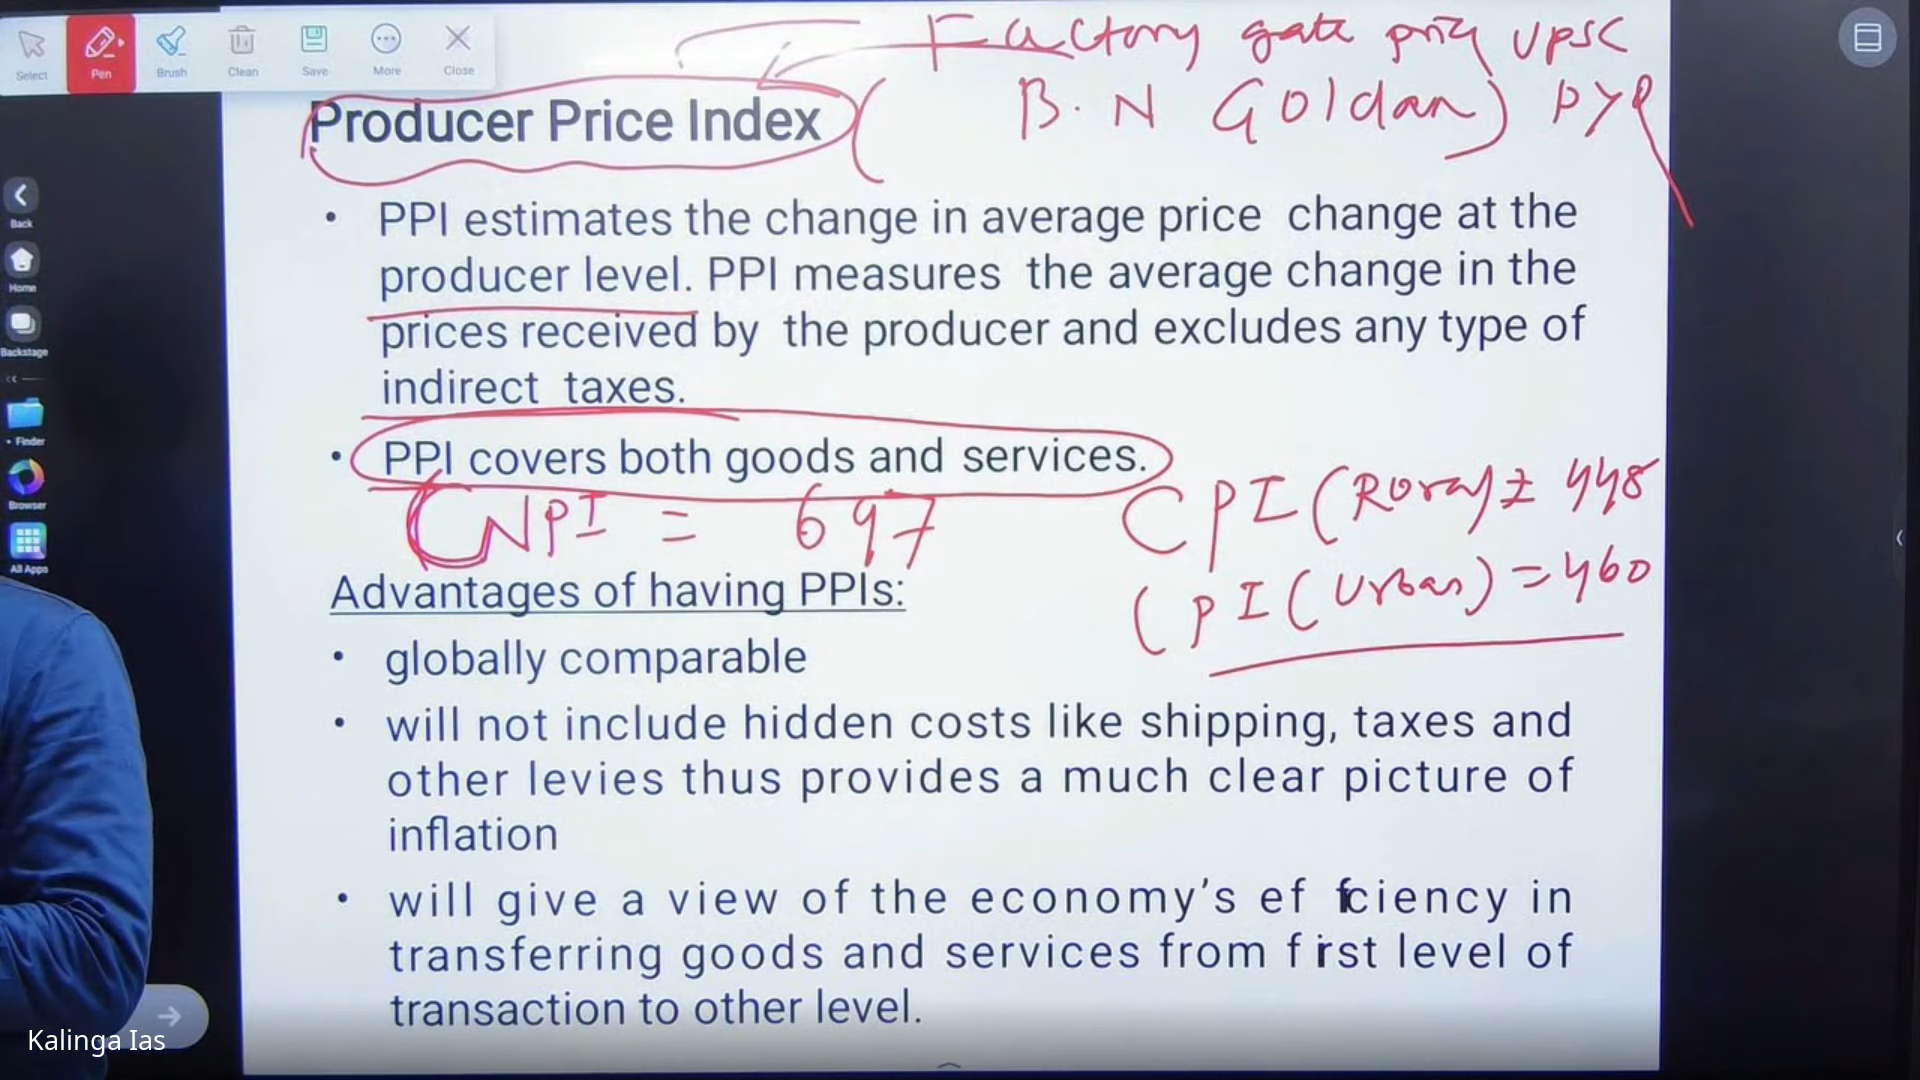 Select Pen Brush Clean Save More Close
Factory gate price UPSC
B.N Goldan) PYQ
Producer Price Index
• PPI estimates the change in average price change at the
producer level. PPI measures the average change in the
prices received by the producer and excludes any type of
indirect taxes.
• PPI covers both goods and services.
WPI = 697
CPI (Rural) = 448
CPI (Urban) = 460
Advantages of having PPIs:
• globally comparable
• will not include hidden costs like shipping, taxes and
other levies thus provides a much clear picture of
inflation
• will give a view of the economy's ef ficiency in
transferring goods and services from first level of
transaction to other level.
Back
Home
Backstage
Finder
Browser
All Apps
Kalinga Ias